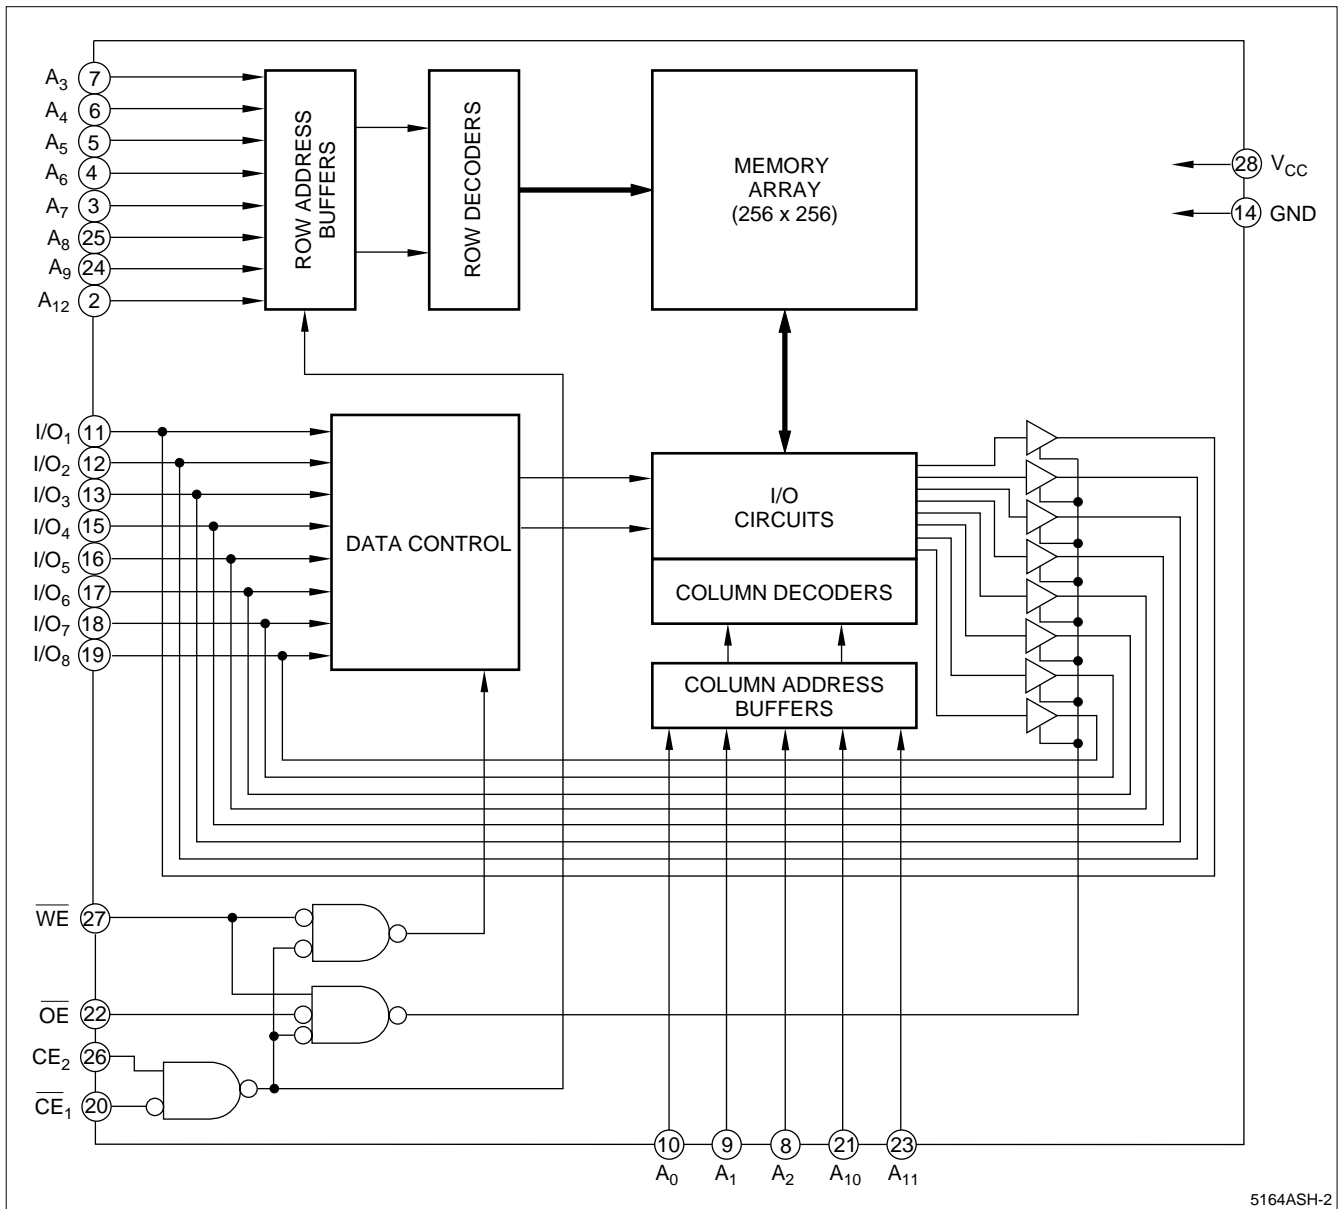 A3 7
A4 6
A5 5
A6 4
A7 3
A8 25
A9 24
A12 2
ROW ADDRESS
BUFFERS
ROW DECODERS
MEMORY
ARRAY
(256 x 256)
28 VCC
14 GND
I/O1 11
I/O2 12
I/O3 13
I/O4 15
I/O5 16
I/O6 17
I/O7 18
I/O8 19
DATA CONTROL
I/O
CIRCUITS
COLUMN DECODERS
COLUMN ADDRESS
BUFFERS
W̅E̅ 27
O̅E̅ 22
CE2 26
C̅E̅1 20
10 9 8 21 23
A0 A1 A2 A10 A11
5164ASH-2